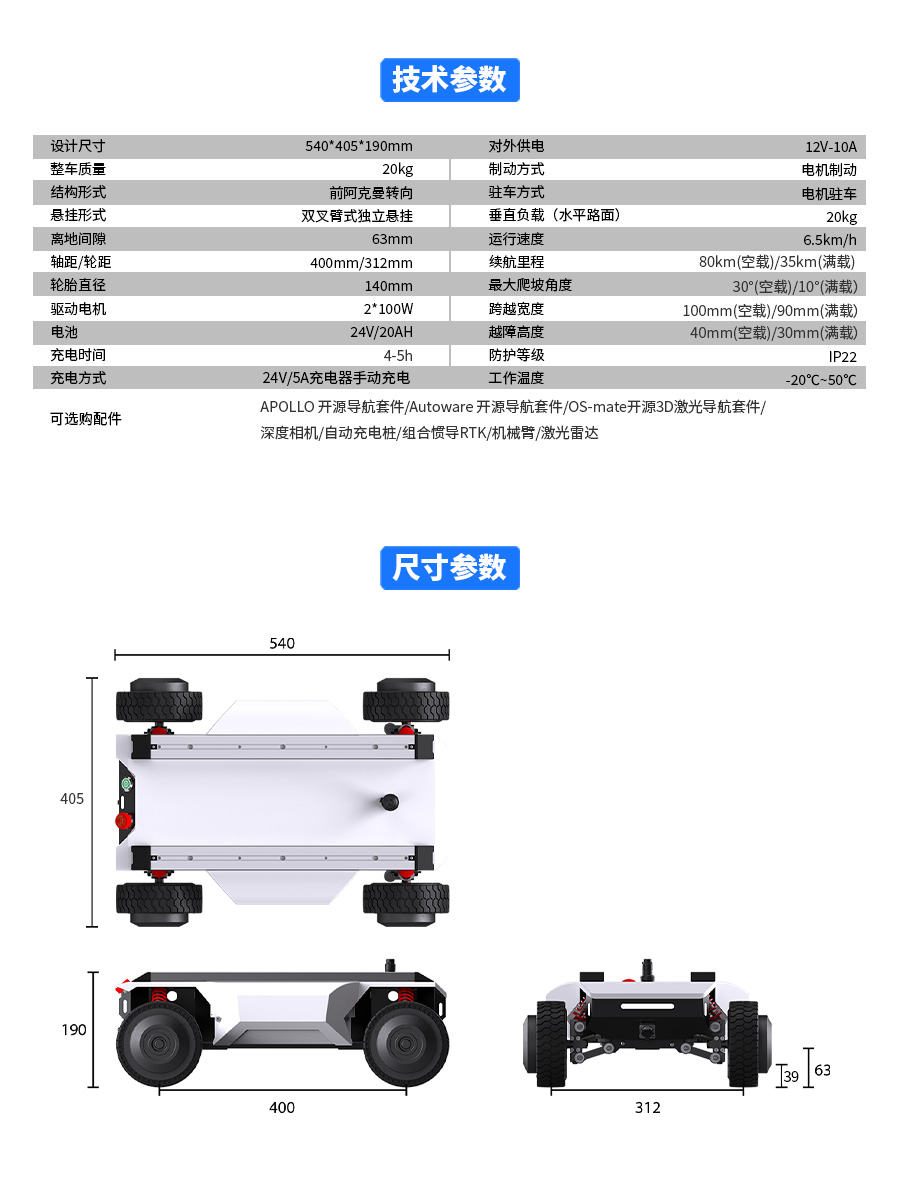 技术参数
设计尺寸 540*405*190mm 对外供电 12V-10A
整车质量 20kg 制动方式 电机制动
结构形式 前阿克曼转向 驻车方式 电机驻车
悬挂形式 双叉臂式独立悬挂 垂直负载（水平路面） 20kg
离地间隙 63mm 运行速度 6.5km/h
轴距/轮距 400mm/312mm 续航里程 80km(空载)/35km(满载)
轮胎直径 140mm 最大爬坡角度 30°(空载)/10°(满载)
驱动电机 2*100W 跨越宽度 100mm(空载)/90mm(满载)
电池 24V/20AH 越障高度 40mm(空载)/30mm(满载)
充电时间 4-5h 防护等级 IP22
充电方式 24V/5A充电器手动充电 工作温度 -20℃~50℃
可选购配件 APOLLO 开源导航套件/Autoware 开源导航套件/OS-mate开源3D激光导航套件/
深度相机/自动充电桩/组合惯导RTK/机械臂/激光雷达
尺寸参数
540
405
190
400
312
39
63